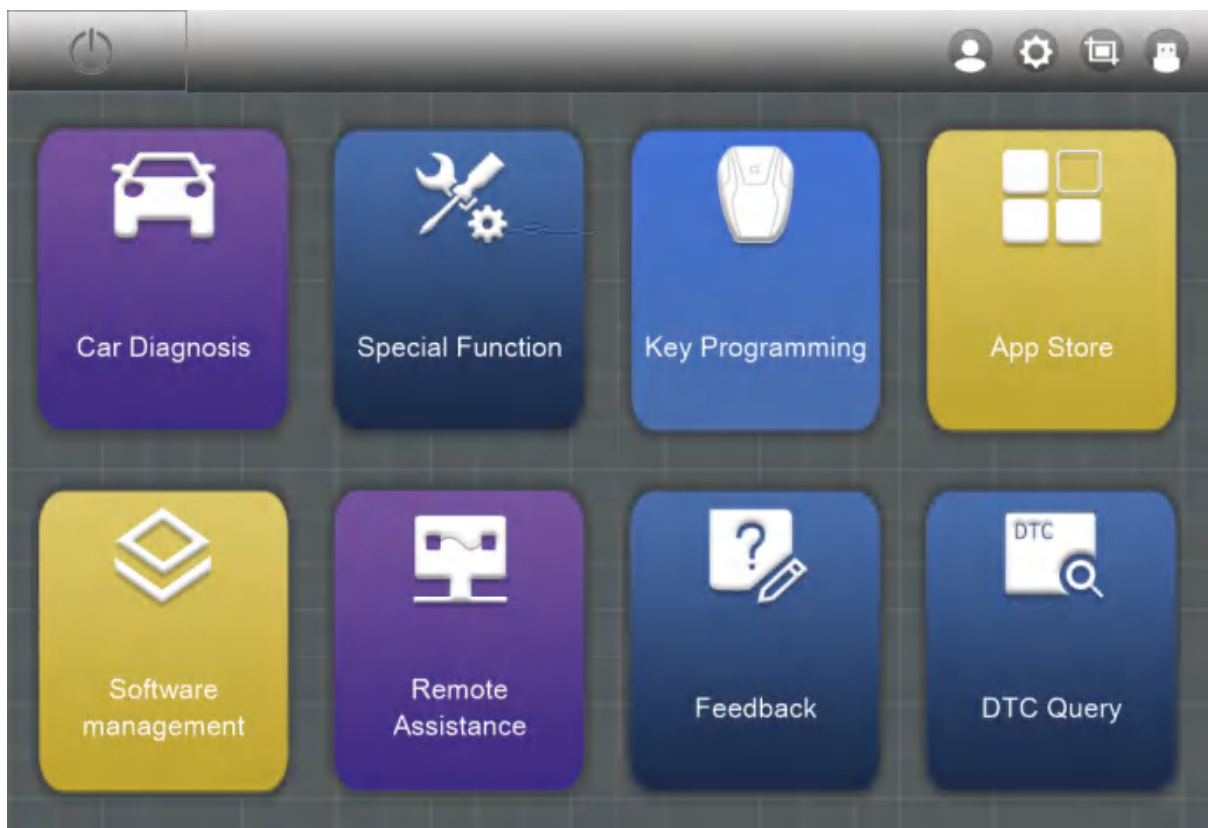 Car Diagnosis
Special Function
Key Programming
App Store
Software
management
Remote
Assistance
Feedback
DTC
DTC Query